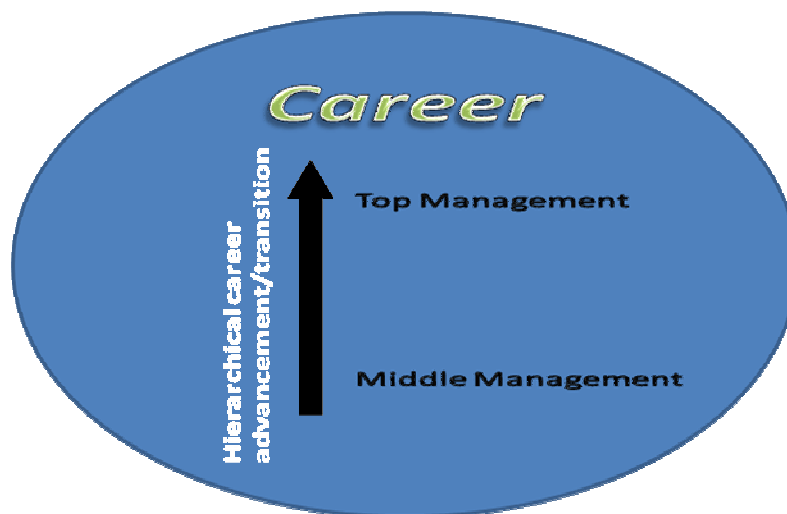 Career
Top Management
Middle Management
Hierarchical career
advancement/transition